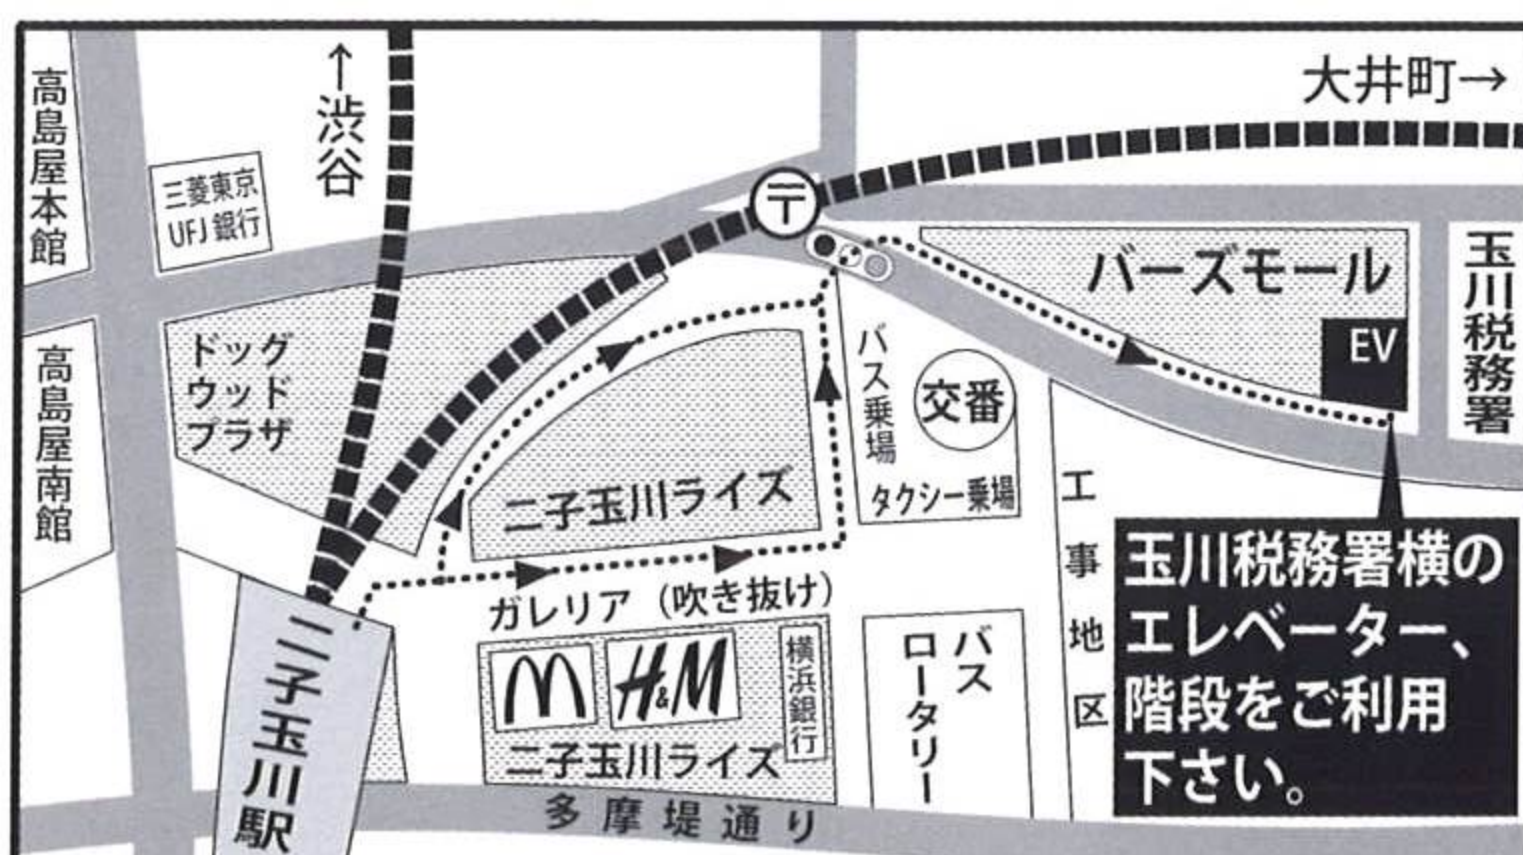 高島屋本館
三菱東京
UFJ 銀行
↑渋谷
大井町→
〒
バーズモール
EV
玉川税務署
高島屋南館
ドッグ
ウッド
プラザ
二子玉川ライズ
バス乗場
交番
タクシー乗場
工事地区
ガレリア（吹き抜け）
H&M
横浜銀行
二子玉川ライズ
バス
ロータリー
二子玉川駅
多摩堤通り
玉川税務署横の
エレベーター、
階段をご利用
下さい。